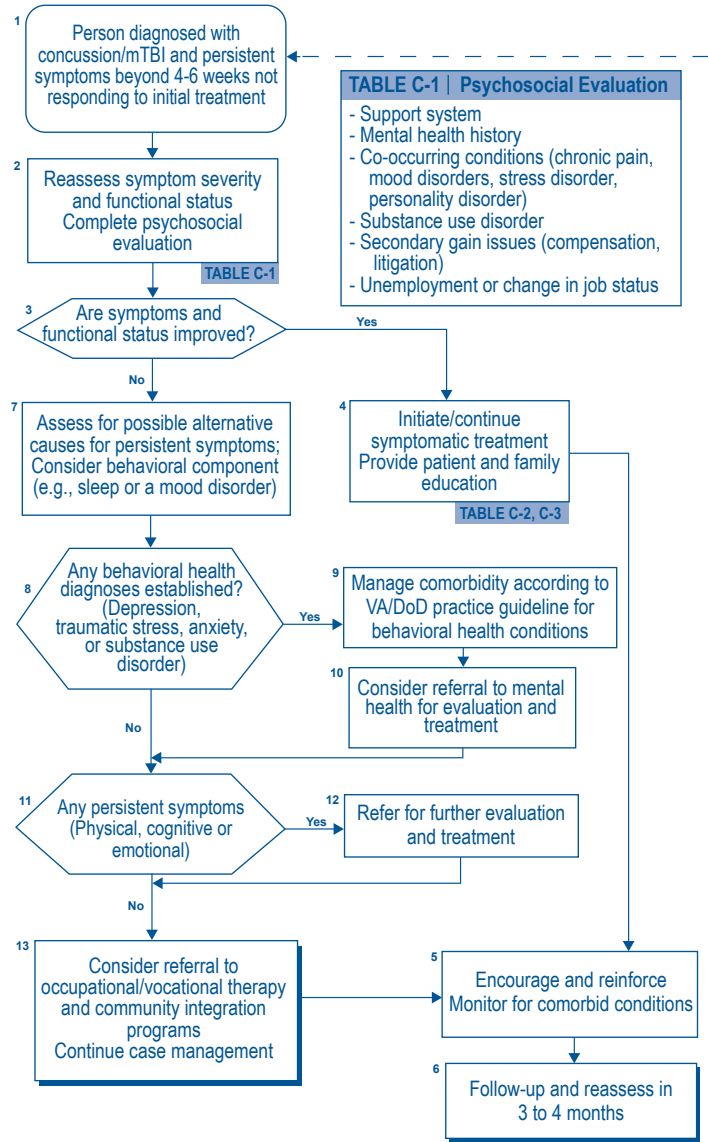 1
Person diagnosed with
concussion/mTBI and persistent
symptoms beyond 4-6 weeks not
responding to initial treatment
TABLE C-1 | Psychosocial Evaluation
- Support system
- Mental health history
- Co-occurring conditions (chronic pain,
mood disorders, stress disorder,
personality disorder)
- Substance use disorder
- Secondary gain issues (compensation,
litigation)
- Unemployment or change in job status
2
Reassess symptom severity
and functional status
Complete psychosocial
evaluation
TABLE C-1
3
Are symptoms and
functional status improved?
Yes
No
7
Assess for possible alternative
causes for persistent symptoms;
Consider behavioral component
(e.g., sleep or a mood disorder)
4
Initiate/continue
symptomatic treatment
Provide patient and family
education
TABLE C-2, C-3
8
Any behavioral health
diagnoses established?
(Depression,
traumatic stress, anxiety,
or substance use
disorder)
Yes
No
9
Manage comorbidity according to
VA/DoD practice guideline for
behavioral health conditions
10
Consider referral to mental
health for evaluation and
treatment
11
Any persistent symptoms
(Physical, cognitive or
emotional)
Yes
No
12
Refer for further evaluation
and treatment
13
Consider referral to
occupational/vocational therapy
and community integration
programs
Continue case management
5
Encourage and reinforce
Monitor for comorbid conditions
6
Follow-up and reassess in
3 to 4 months